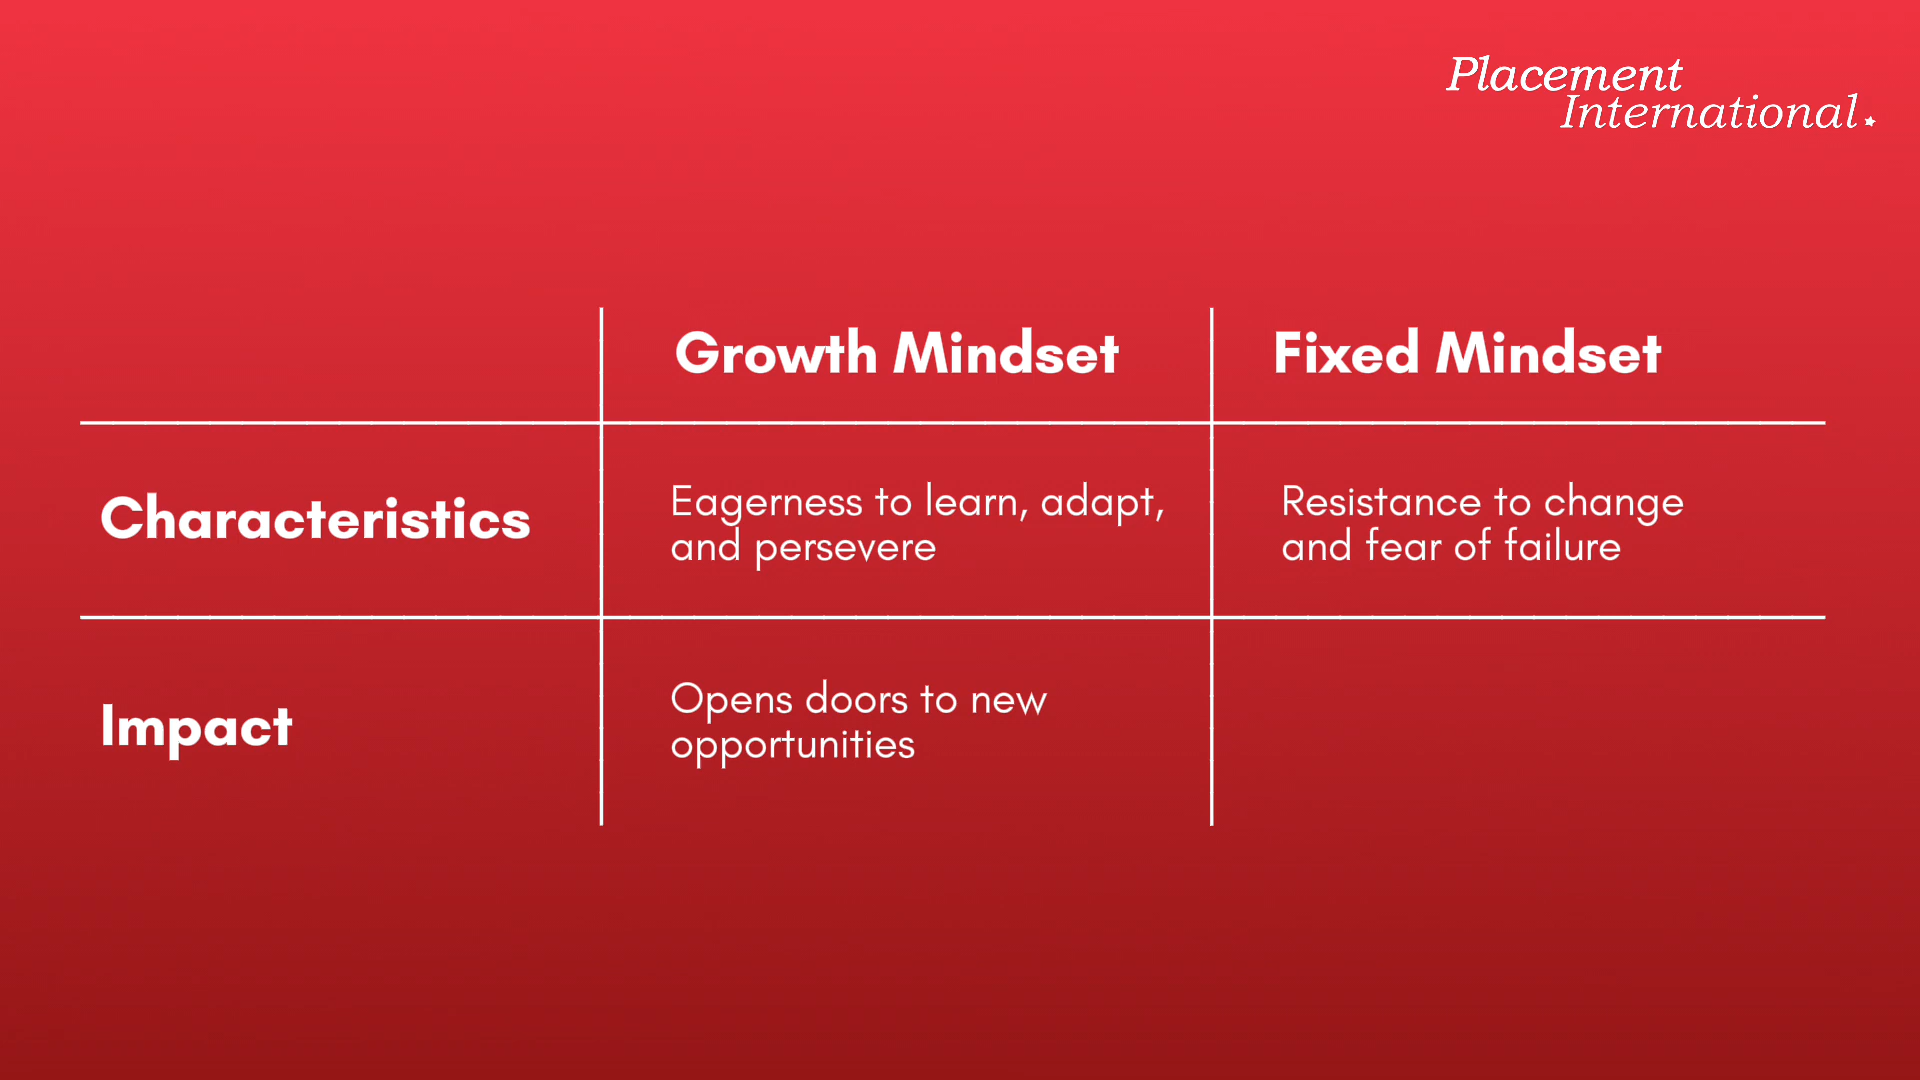 Placement
International
Growth Mindset
Fixed Mindset
Characteristics
Eagerness to learn, adapt,
and persevere
Resistance to change
and fear of failure
Impact
Opens doors to new
opportunities